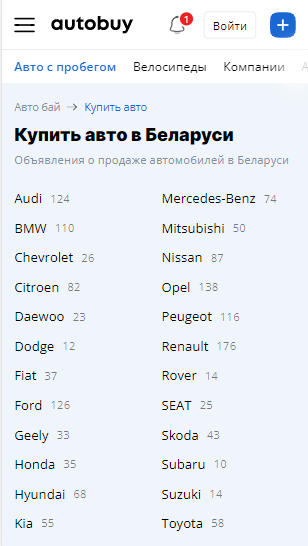 autobuy 1 Войти
Авто с пробегом Велосипеды Компании А
Авто бай → Купить авто
Купить авто в Беларуси
Объявления о продаже автомобилей в Беларуси
Audi 124 Mercedes-Benz 74
BMW 110 Mitsubishi 50
Chevrolet 26 Nissan 87
Citroen 82 Opel 138
Daewoo 23 Peugeot 116
Dodge 12 Renault 176
Fiat 37 Rover 14
Ford 126 SEAT 25
Geely 33 Skoda 43
Honda 35 Subaru 10
Hyundai 68 Suzuki 14
Kia 55 Toyota 58